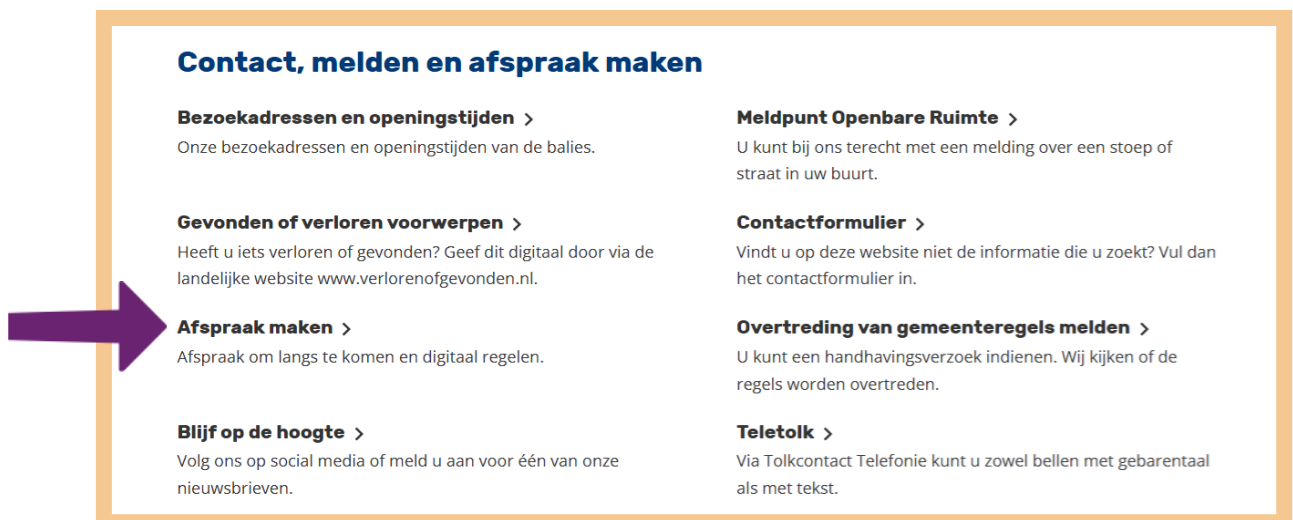 Contact, melden en afspraak maken
Bezoekadressen en openingstijden
Onze bezoekadressen en openingstijden van de balies.
Meldpunt Openbare Ruimte
U kunt bij ons terecht met een melding over een stoep of
straat in uw buurt.
Gevonden of verloren voorwerpen
Heeft u iets verloren of gevonden? Geef dit digitaal door via de
landelijke website www.verlorenofgevonden.nl.
Contactformulier
Vindt u op deze website niet de informatie die u zoekt? Vul dan
het contactformulier in.
Afspraak maken
Afspraak om langs te komen en digitaal regelen.
Overtreding van gemeenteregels melden
U kunt een handhavingsverzoek indienen. Wij kijken of de
regels worden overtreden.
Blijf op de hoogte
Volg ons op social media of meld u aan voor één van onze
nieuwsbrieven.
Teletolk
Via Tolkcontact Telefonie kunt u zowel bellen met gebarentaal
als met tekst.